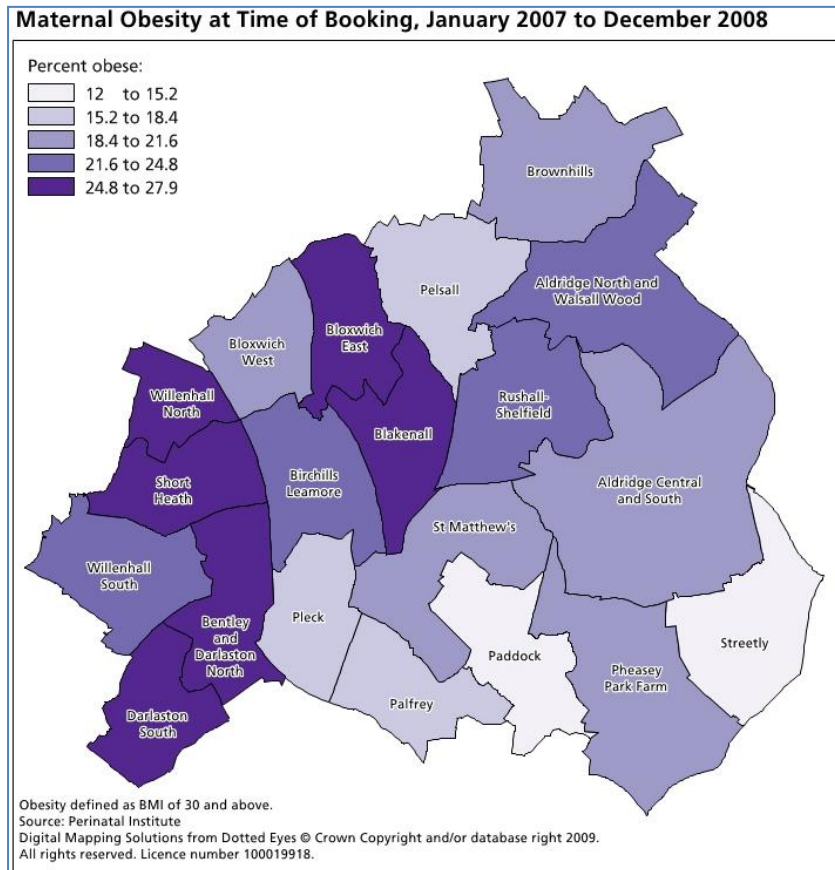 Maternal Obesity at Time of Booking, January 2007 to December 2008
Percent obese:
12 to 15.2
15.2 to 18.4
18.4 to 21.6
21.6 to 24.8
24.8 to 27.9
Brownhills
Pelsall
Aldridge North and
Walsall Wood
Bloxwich
East
Bloxwich
West
Willenhall
North
Rushall-
Shelfield
Blakenall
Short
Heath
Birchills
Leamore
Aldridge Central
and South
St Matthew's
Willenhall
South
Pleck
Bentley
and
Darlaston
North
Paddock
Streetly
Pheasey
Park Farm
Palfrey
Darlaston
South
Obesity defined as BMI of 30 and above.
Source: Perinatal Institute
Digital Mapping Solutions from Dotted Eyes © Crown Copyright and/or database right 2009.
All rights reserved. Licence number 100019918.